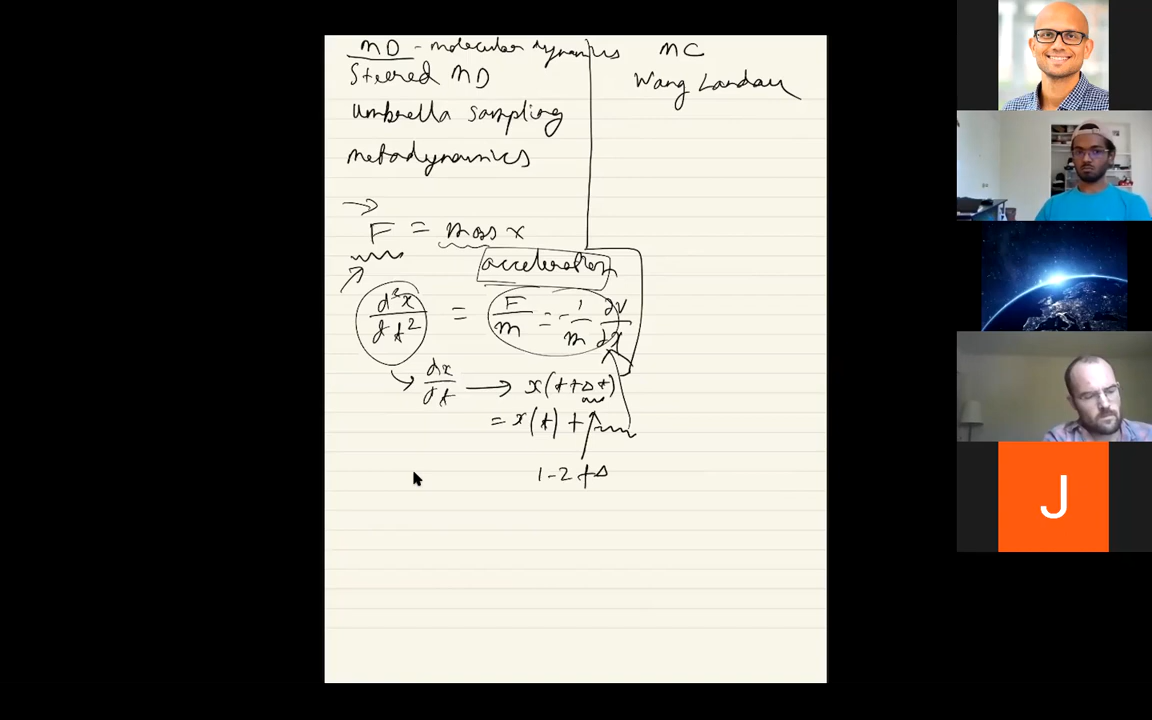 MD - molecular dynamics
Steered MD
umbrella sampling
metadynamics
MC
Wang Landau
F = mass x
acceleration
d²x/dt² = F/m = -1/m ∂V/∂x
dx/dt → x(t+Δt)
= x(t) +
1-2 fs
J